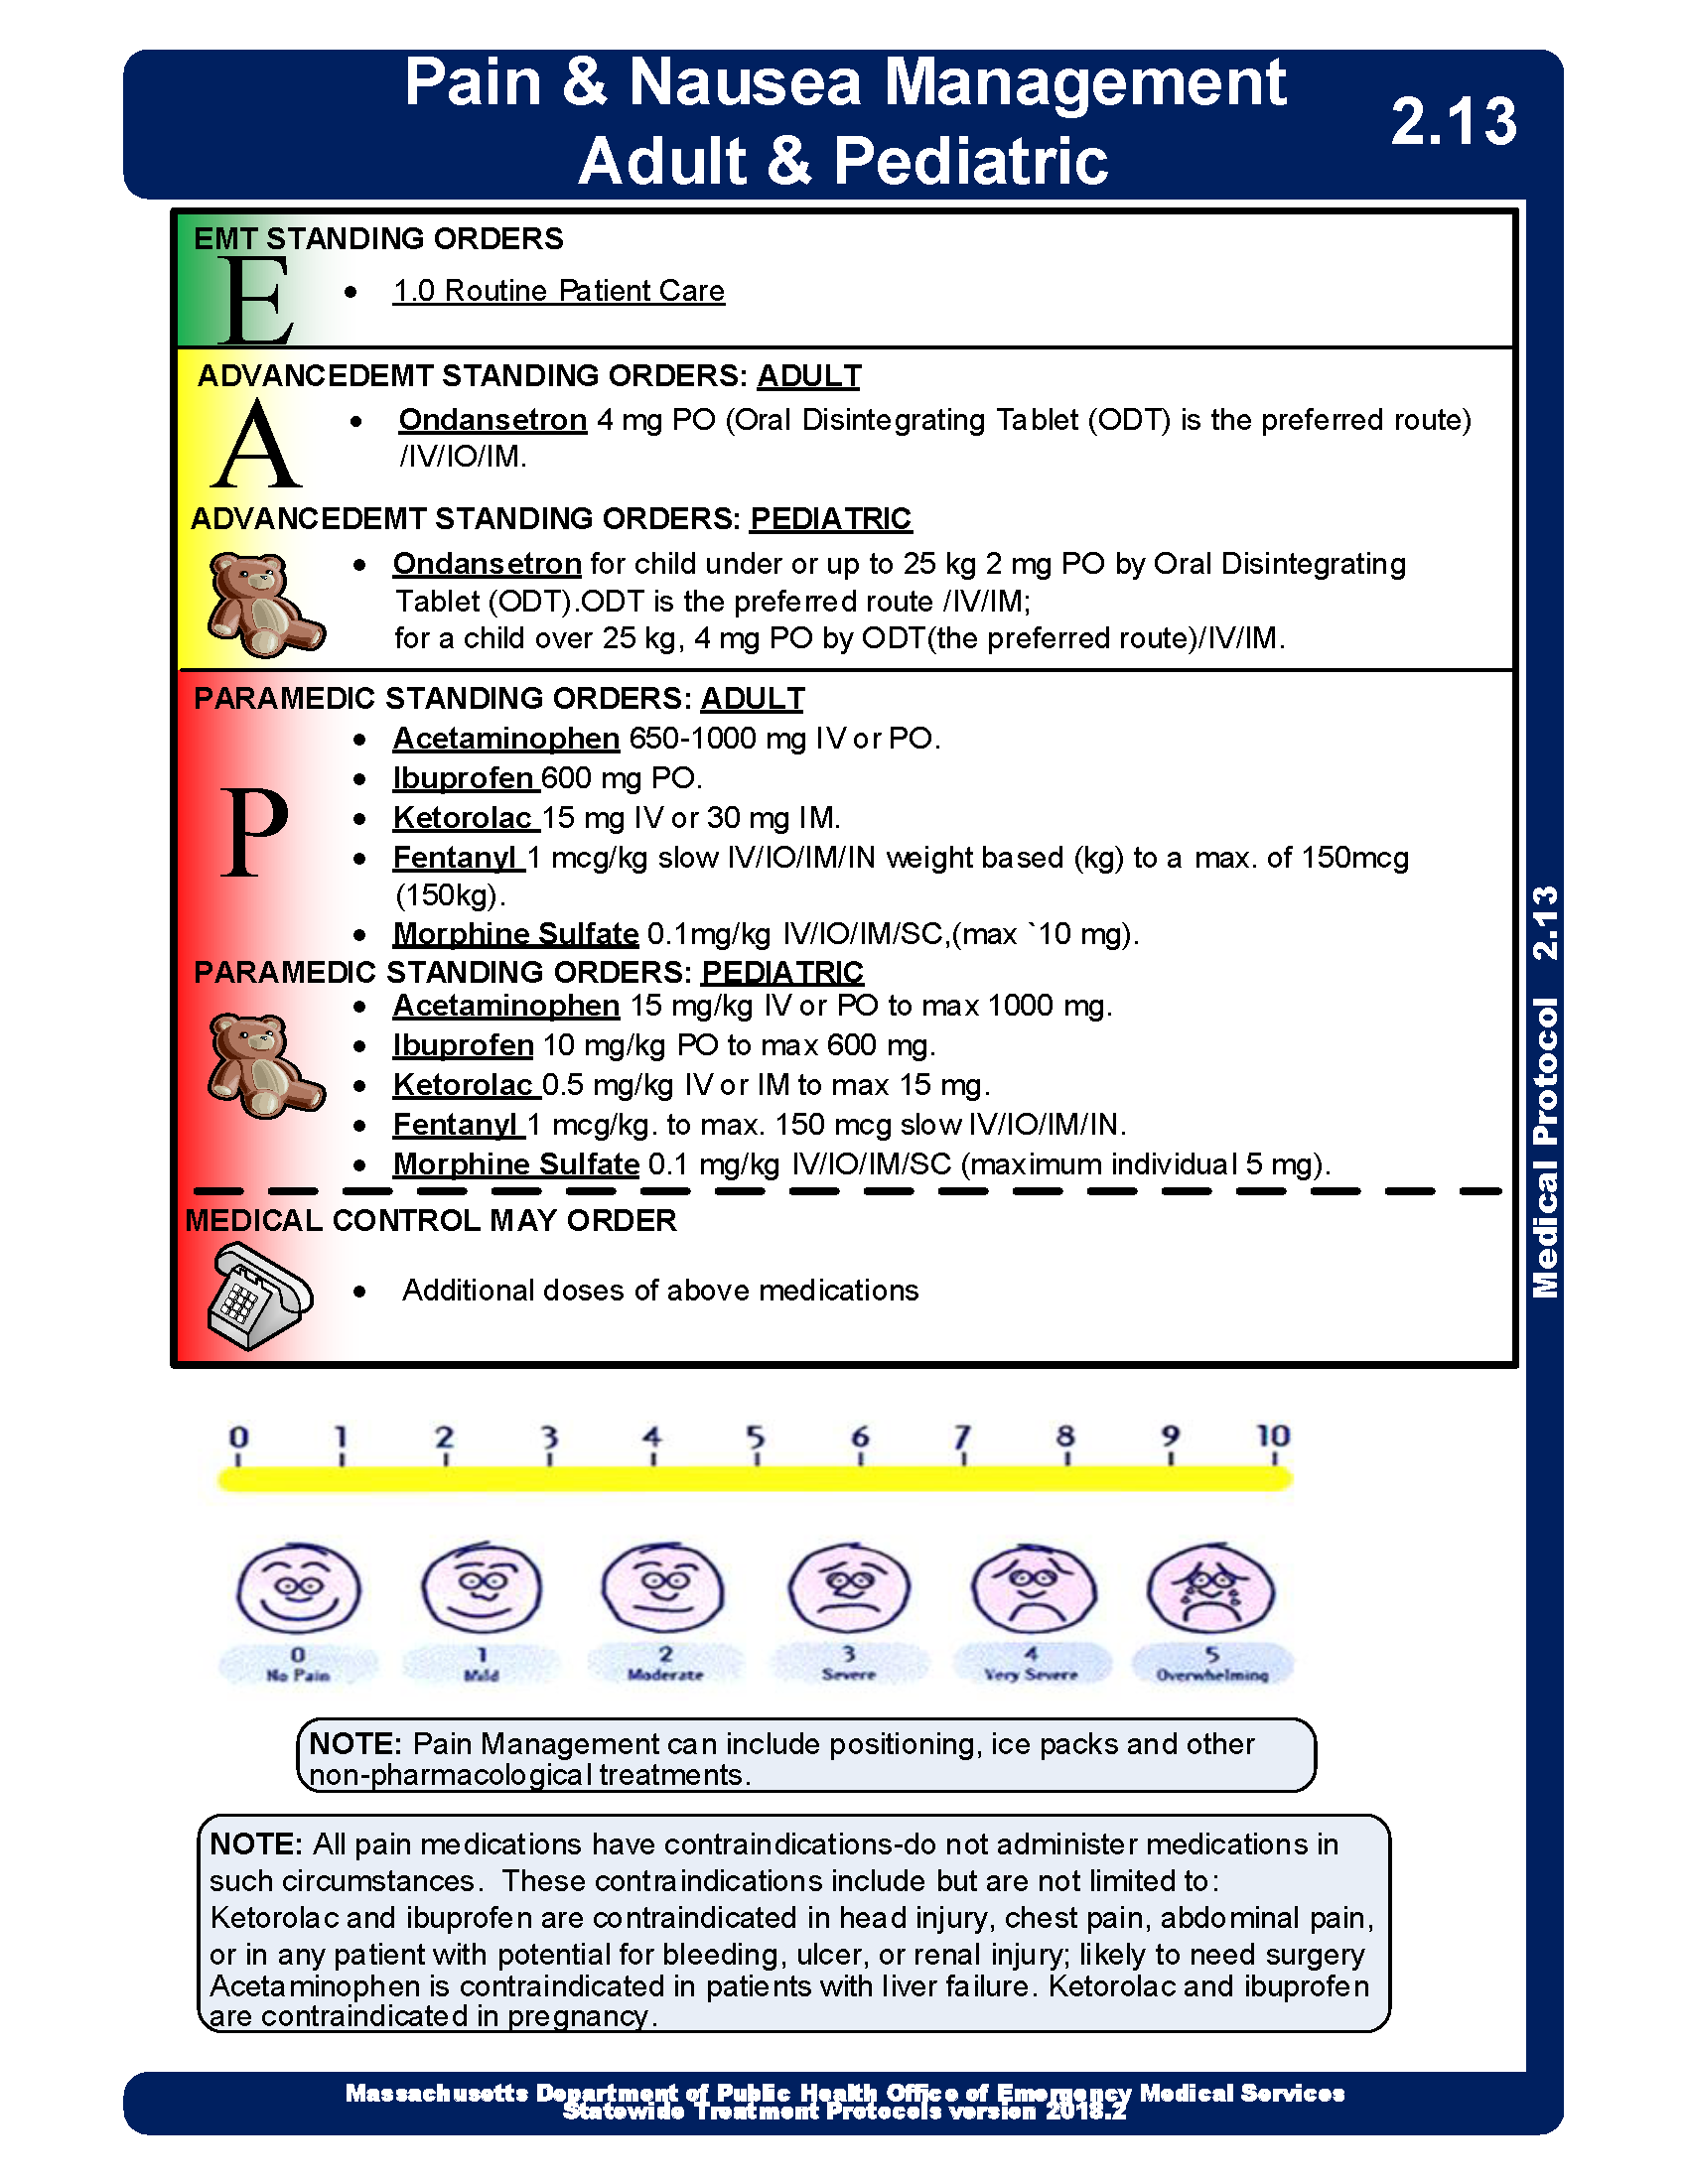 Pain & Nausea Management
Adult & Pediatric
2.13
EMT STANDING ORDERS
E
• 1.0 Routine Patient Care
ADVANCEDEMT STANDING ORDERS: ADULT
A
• Ondansetron 4 mg PO (Oral Disintegrating Tablet (ODT) is the preferred route)
/IV/IO/IM.
ADVANCEDEMT STANDING ORDERS: PEDIATRIC
• Ondansetron for child under or up to 25 kg 2 mg PO by Oral Disintegrating
Tablet (ODT).ODT is the preferred route /IV/IM;
for a child over 25 kg, 4 mg PO by ODT(the preferred route)/IV/IM.
PARAMEDIC STANDING ORDERS: ADULT
P
• Acetaminophen 650-1000 mg IV or PO.
• Ibuprofen 600 mg PO.
• Ketorolac 15 mg IV or 30 mg IM.
• Fentanyl 1 mcg/kg slow IV/IO/IM/IN weight based (kg) to a max. of 150mcg
(150kg).
• Morphine Sulfate 0.1mg/kg IV/IO/IM/SC,(max `10 mg).
PARAMEDIC STANDING ORDERS: PEDIATRIC
• Acetaminophen 15 mg/kg IV or PO to max 1000 mg.
• Ibuprofen 10 mg/kg PO to max 600 mg.
• Ketorolac 0.5 mg/kg IV or IM to max 15 mg.
• Fentanyl 1 mcg/kg. to max. 150 mcg slow IV/IO/IM/IN.
• Morphine Sulfate 0.1 mg/kg IV/IO/IM/SC (maximum individual 5 mg).
MEDICAL CONTROL MAY ORDER
• Additional doses of above medications
Medical Protocol 2.13
0 1 2 3 4 5 6 7 8 9 10
0 1 2 3 4 5
No Pain Mild Moderate Severe Very Severe Overwhelming
NOTE: Pain Management can include positioning, ice packs and other
non-pharmacological treatments.
NOTE: All pain medications have contraindications-do not administer medications in
such circumstances. These contraindications include but are not limited to:
Ketorolac and ibuprofen are contraindicated in head injury, chest pain, abdominal pain,
or in any patient with potential for bleeding, ulcer, or renal injury; likely to need surgery
Acetaminophen is contraindicated in patients with liver failure. Ketorolac and ibuprofen
are contraindicated in pregnancy.
Massachusetts Department of Public Health Office of Emergency Medical Services
Statewide Treatment Protocols version 2018.2